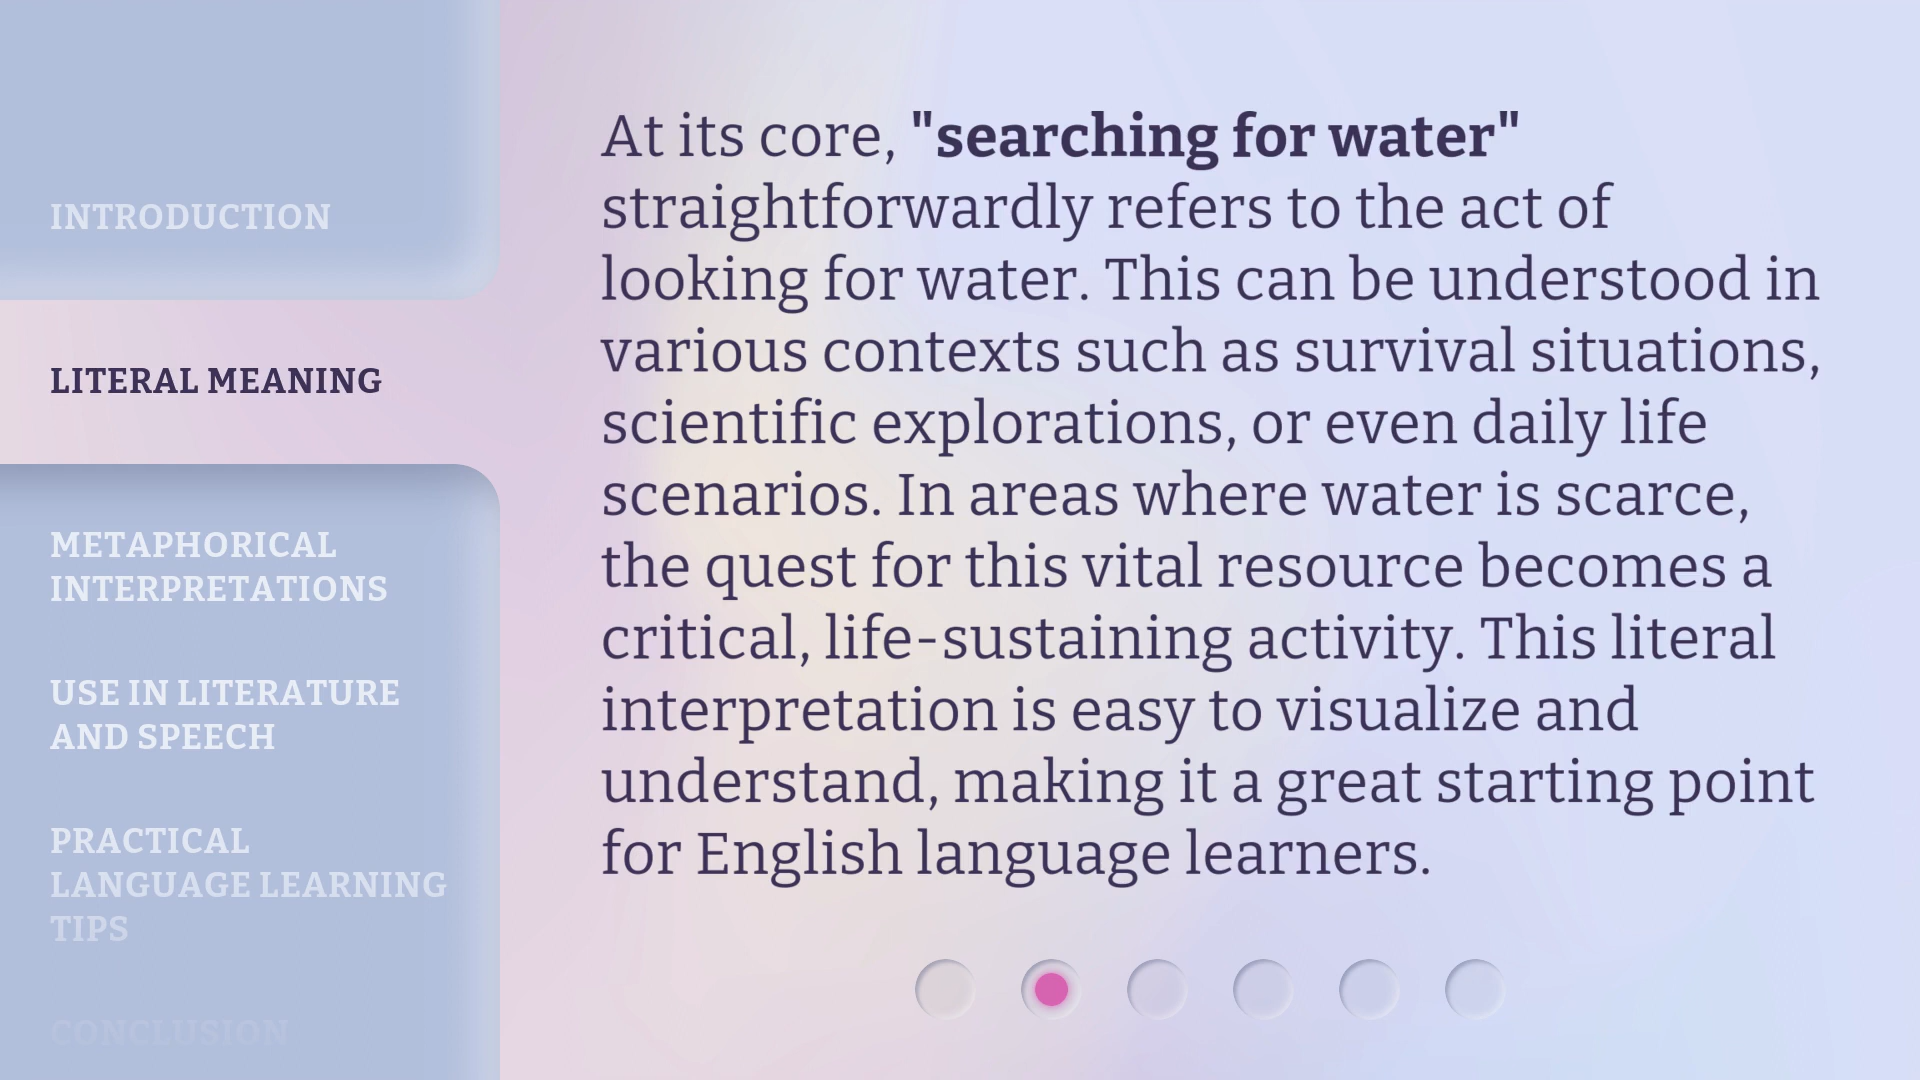 INTRODUCTION
LITERAL MEANING
METAPHORICAL
INTERPRETATIONS
USE IN LITERATURE
AND SPEECH
PRACTICAL
LANGUAGE LEARNING
TIPS
CONCLUSION
At its core, "searching for water"
straightforwardly refers to the act of
looking for water. This can be understood in
various contexts such as survival situations,
scientific explorations, or even daily life
scenarios. In areas where water is scarce,
the quest for this vital resource becomes a
critical, life-sustaining activity. This literal
interpretation is easy to visualize and
understand, making it a great starting point
for English language learners.